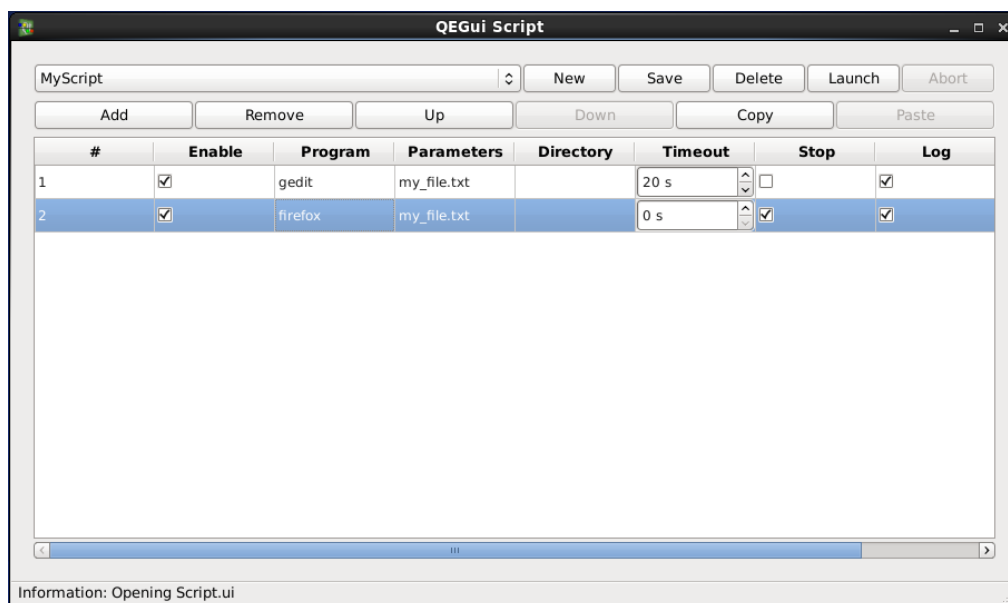 QEGui Script
MyScript New Save Delete Launch Abort
Add Remove Up Down Copy Paste
# Enable Program Parameters Directory Timeout Stop Log
1 gedit my_file.txt 20 s
2 firefox my_file.txt 0 s
Information: Opening Script.ui